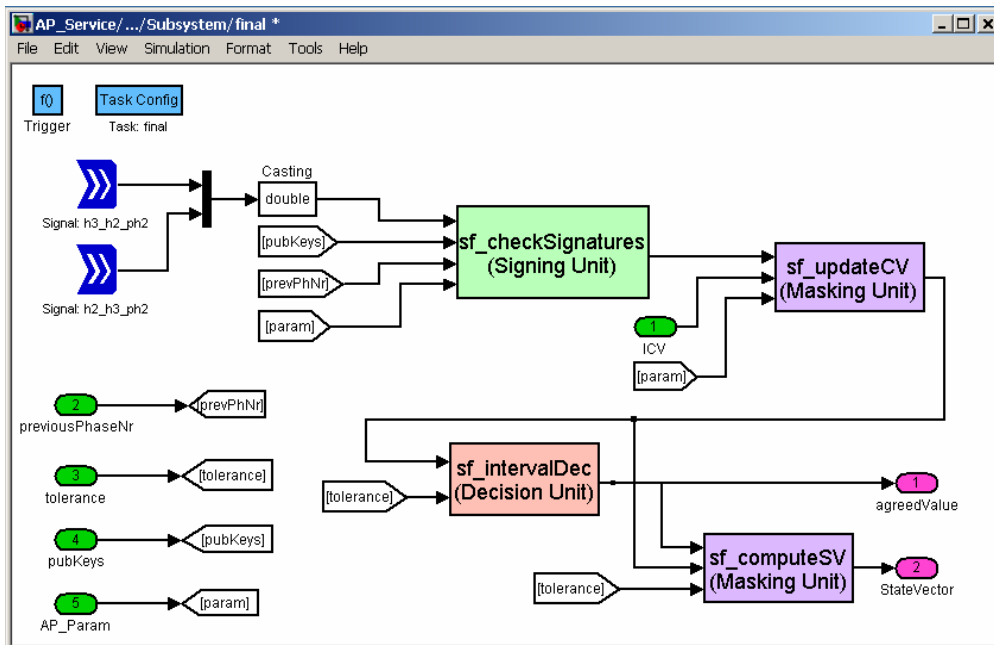 AP_Service/.../Subsystem/final *
File Edit View Simulation Format Tools Help
f()
Trigger
Task Config
Task: final
Signal: h3_h2_ph2
Signal: h2_h3_ph2
Casting
double
[pubKeys]
[prevPhNr]
[param]
sf_checkSignatures
(Signing Unit)
1
ICV
[param]
sf_updateCV
(Masking Unit)
2
previousPhaseNr
[prevPhNr]
3
tolerance
[tolerance]
4
pubKeys
[pubKeys]
5
AP_Param
[param]
[tolerance]
sf_intervalDec
(Decision Unit)
1
agreedValue
[tolerance]
sf_computeSV
(Masking Unit)
2
StateVector